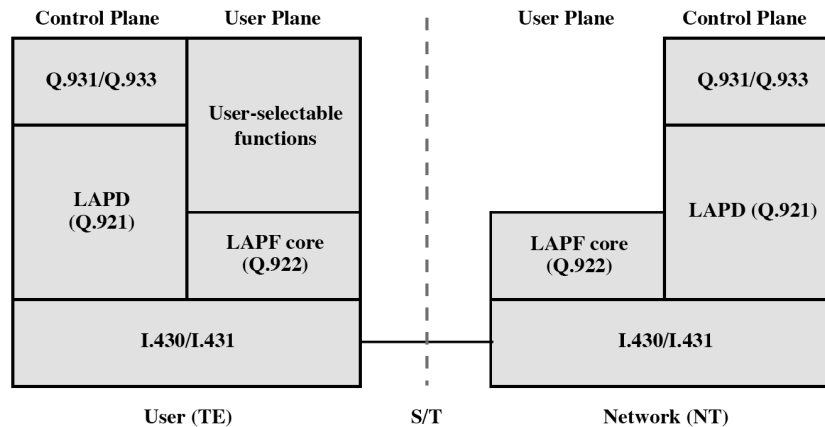 Control Plane
User Plane
User Plane
Control Plane
Q.931/Q.933
User-selectable
functions
LAPD
(Q.921)
LAPF core
(Q.922)
I.430/I.431
Q.931/Q.933
LAPD (Q.921)
LAPF core
(Q.922)
I.430/I.431
User (TE)
S/T
Network (NT)